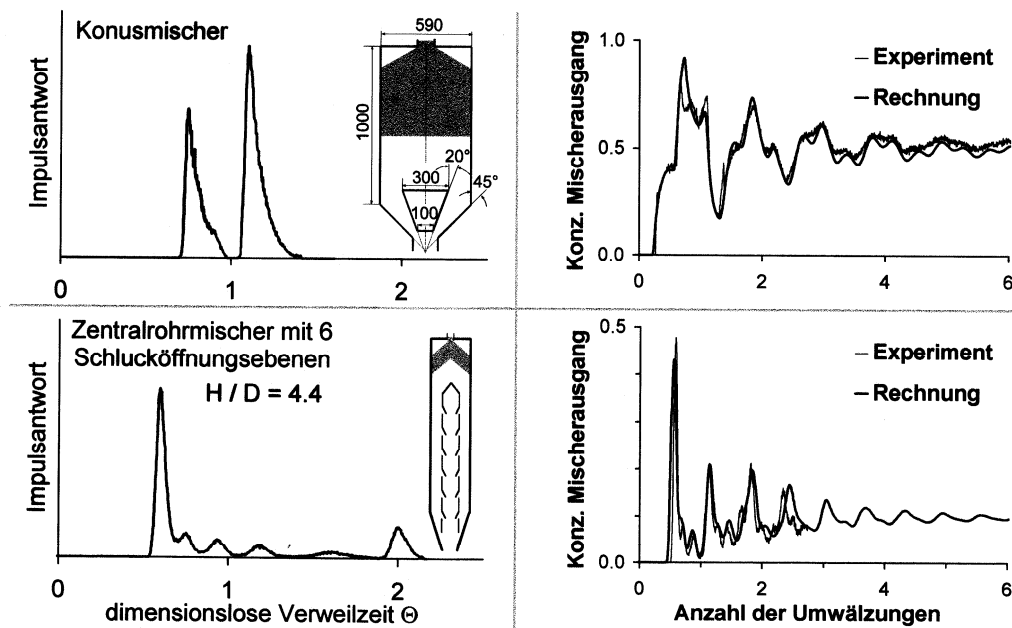 Konusmischer
Impulsantwort
0
1
2
590
1000
300
100
20°
45°
Konz. Mischerausgang
1.0
0.5
0.0
0
2
4
6
Experiment
Rechnung
Zentralrohrmischer mit 6
Schlucköffnungsebenen
H / D = 4.4
Impulsantwort
0
1
2
dimensionslose Verweilzeit Θ
Konz. Mischerausgang
0.5
0.0
0
1
2
4
6
Experiment
Rechnung
Anzahl der Umwälzungen